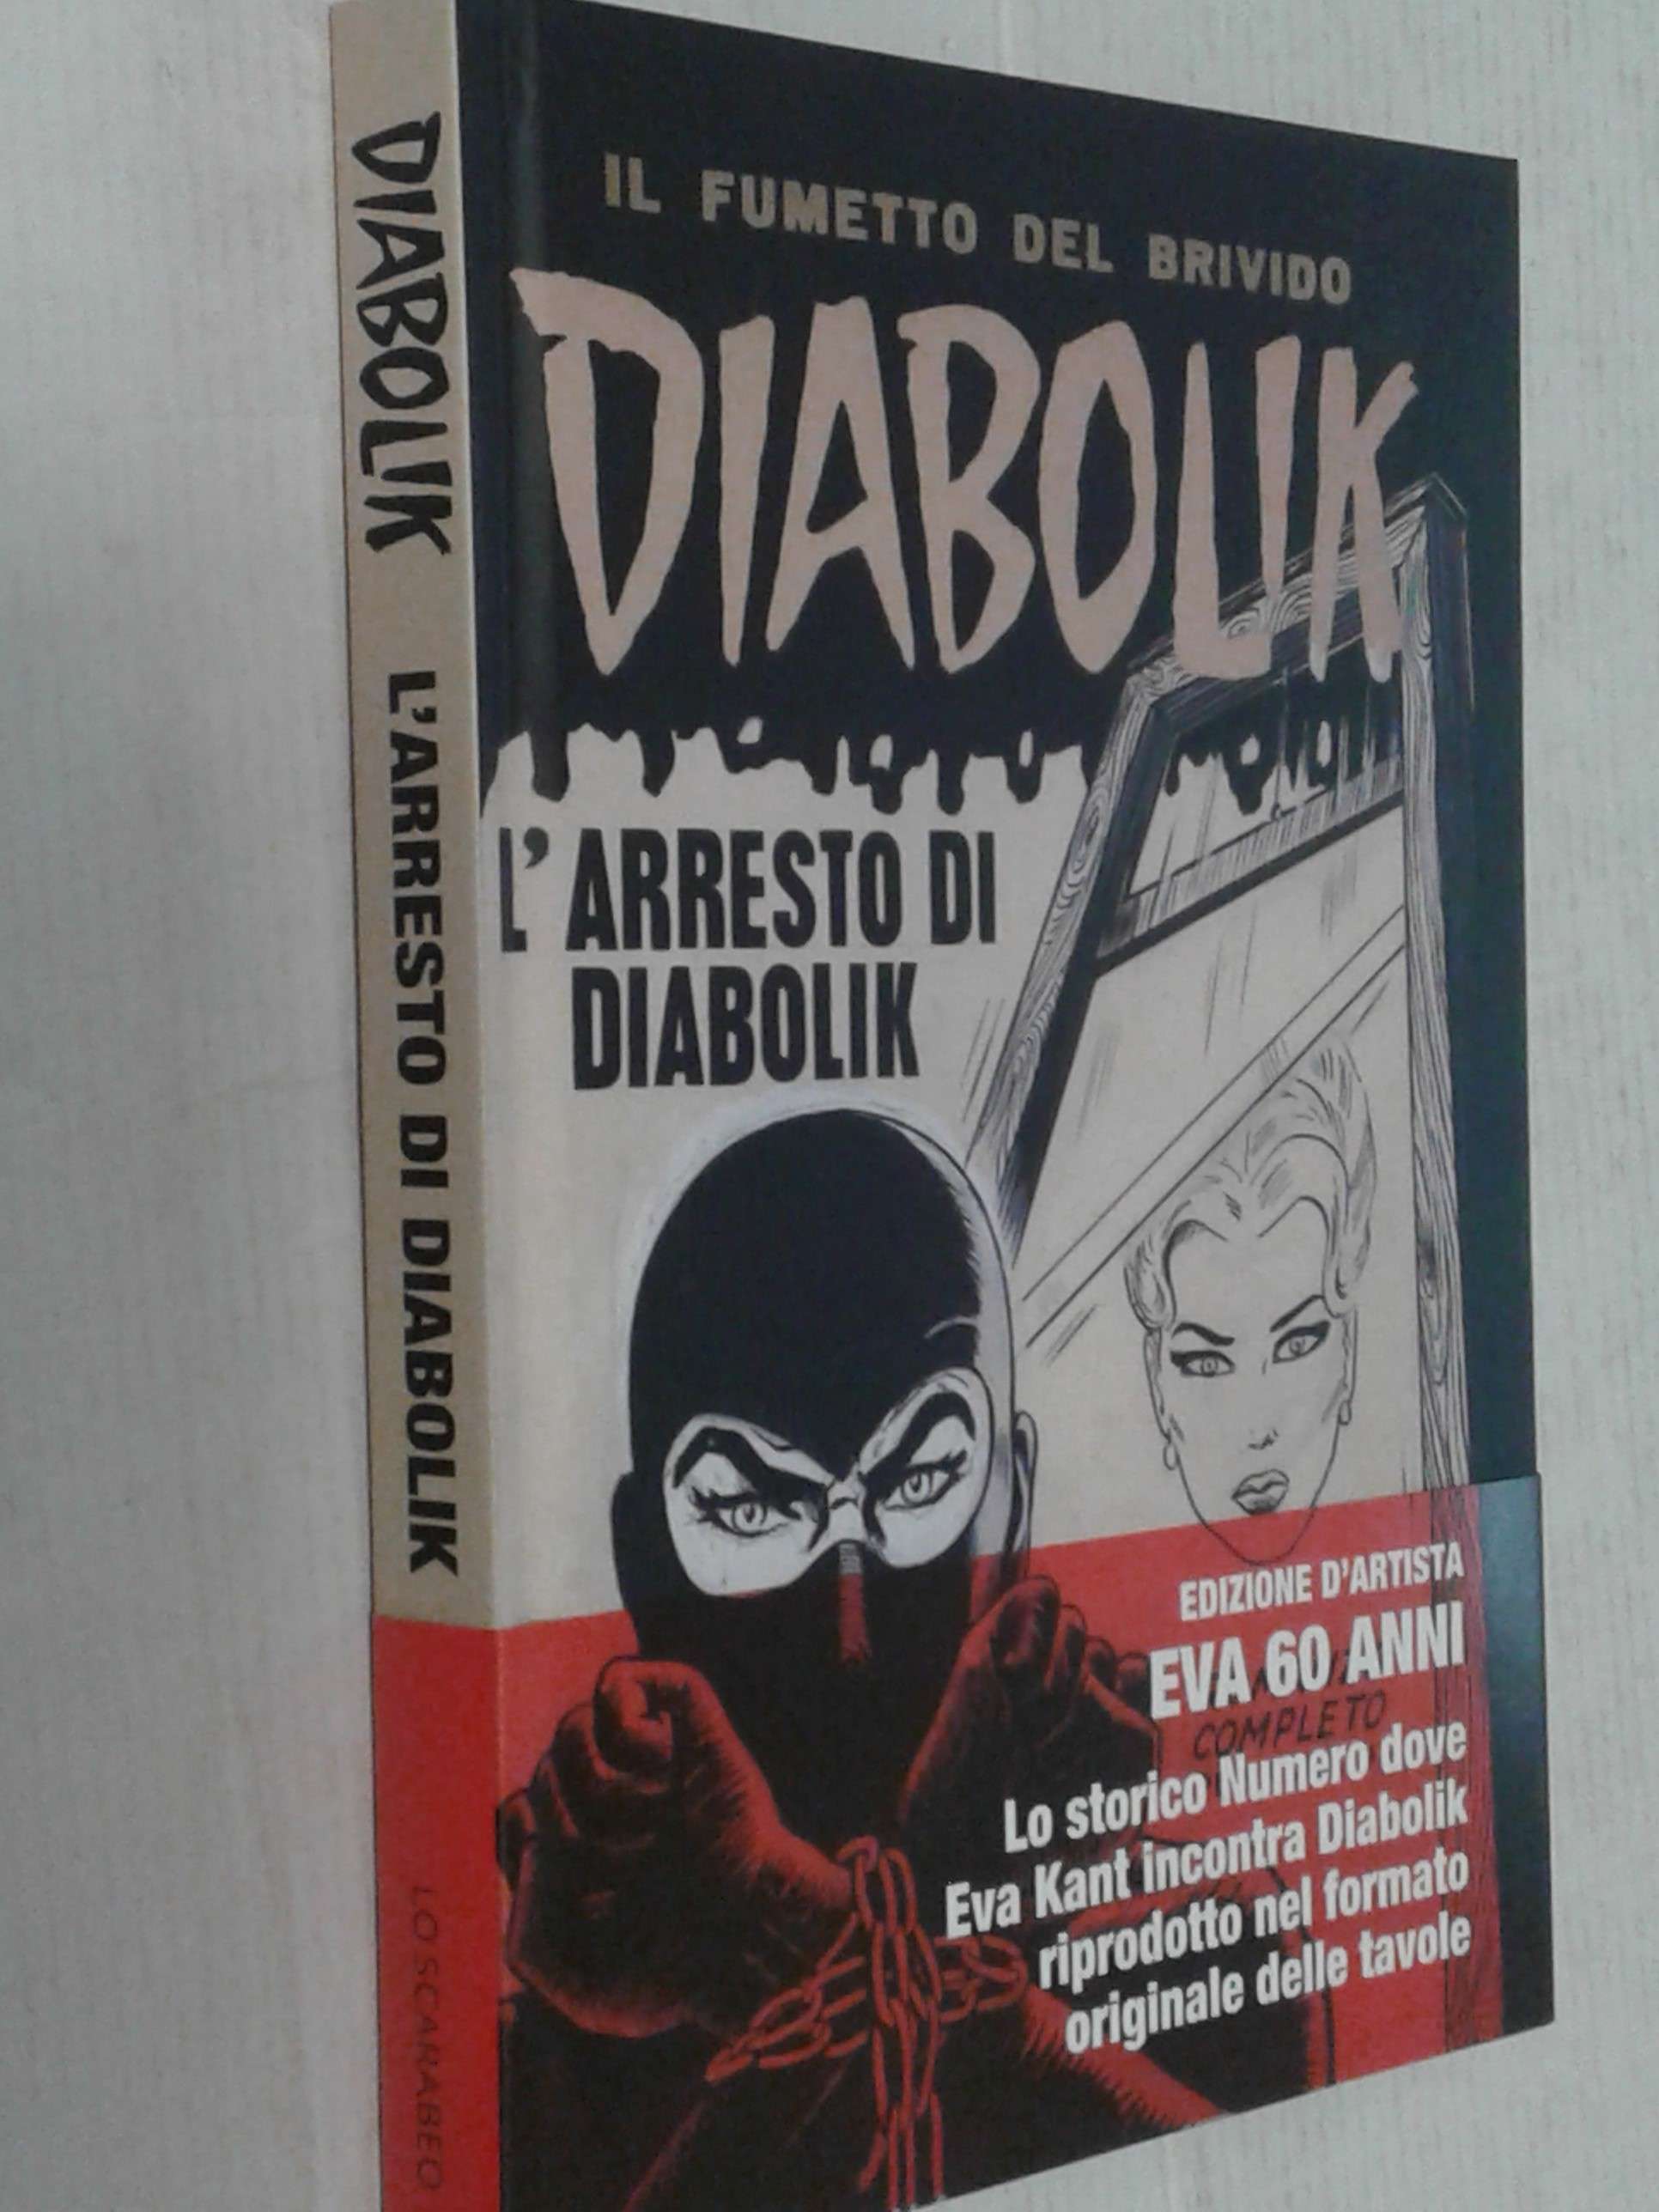 DIABOLIK L'ARRESTO DI DIABOLIK LO SCARABEO
IL FUMETTO DEL BRIVIDO
DIABOLIK
L'ARRESTO DI
DIABOLIK
EDIZIONE D'ARTISTA
EVA 60 ANNI
COMPLETO
Lo storico Numero dove
Eva Kant incontra Diabolik
riprodotto nel formato
originale delle tavole